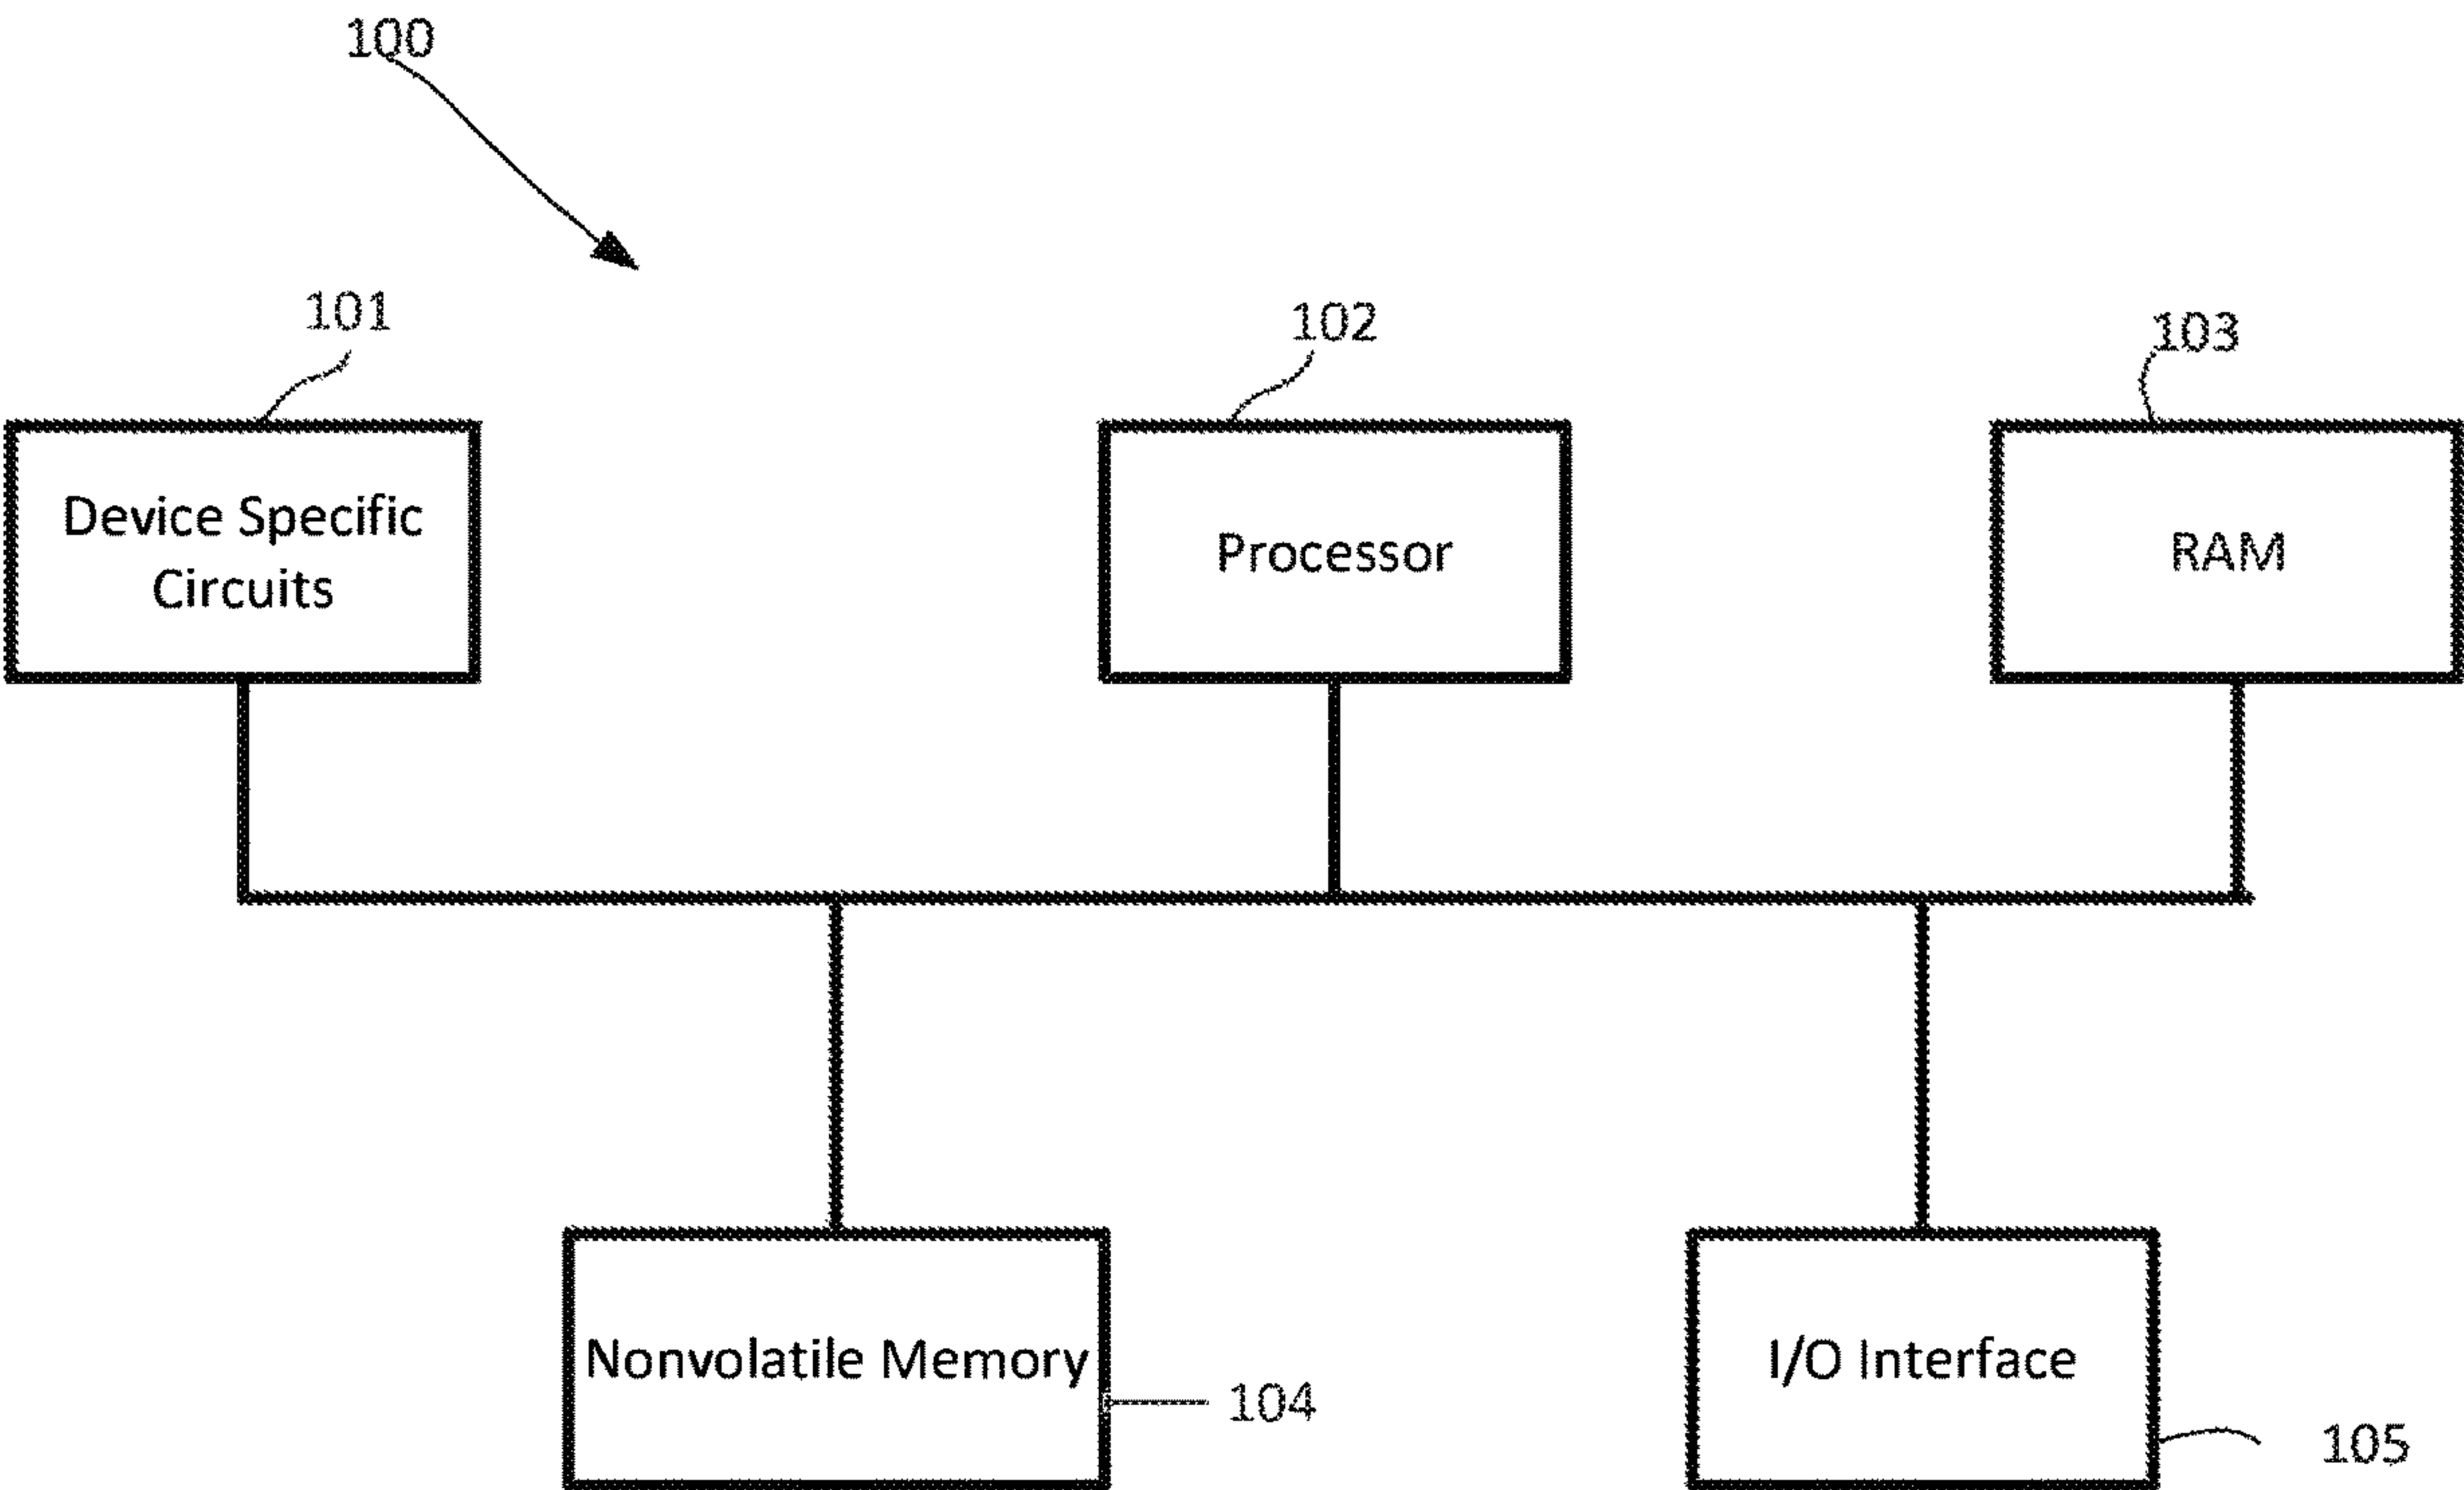 100
101
102
103
Device Specific
Circuits
Processor
RAM
Nonvolatile Memory
104
I/O Interface
105